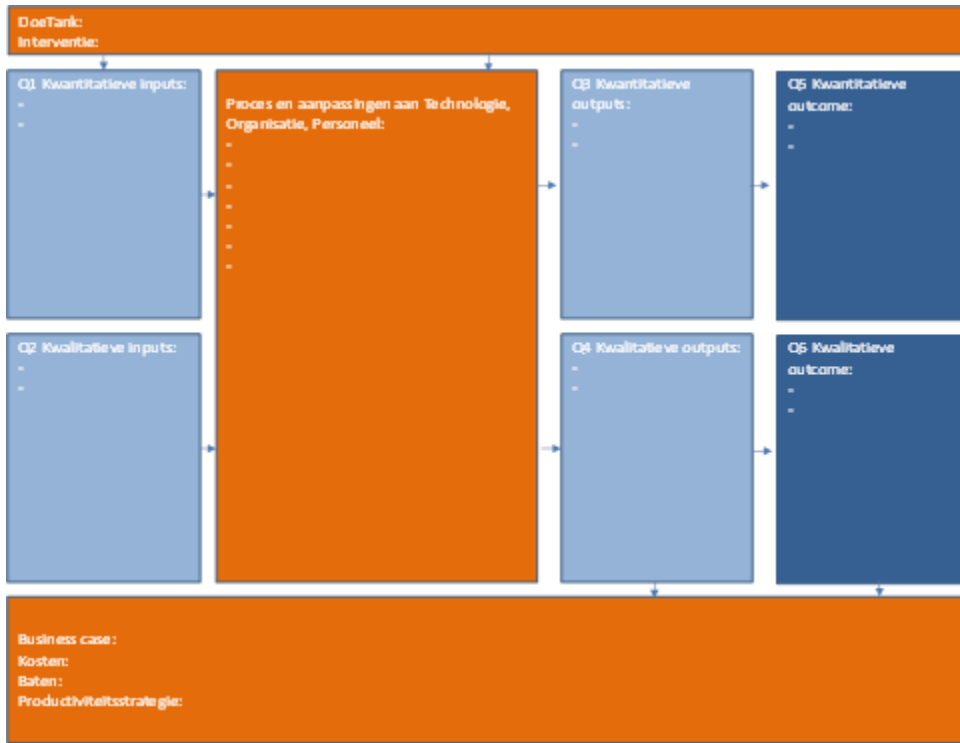 DoeTank:
Interventie:
Q1 Kwantitatieve inputs:
-
-
Q2 Kwalitatieve inputs:
-
-
Proces en aanpassingen aan Technologie,
Organisatie, Personeel:
-
-
-
-
-
-
-
Q3 Kwantitatieve
outputs:
-
-
Q4 Kwalitatieve outputs:
-
-
Q5 Kwantitatieve
outcome:
-
-
Q6 Kwalitatieve
outcome:
-
-
Business case:
Kosten:
Baten:
Productiviteitsstrategie: